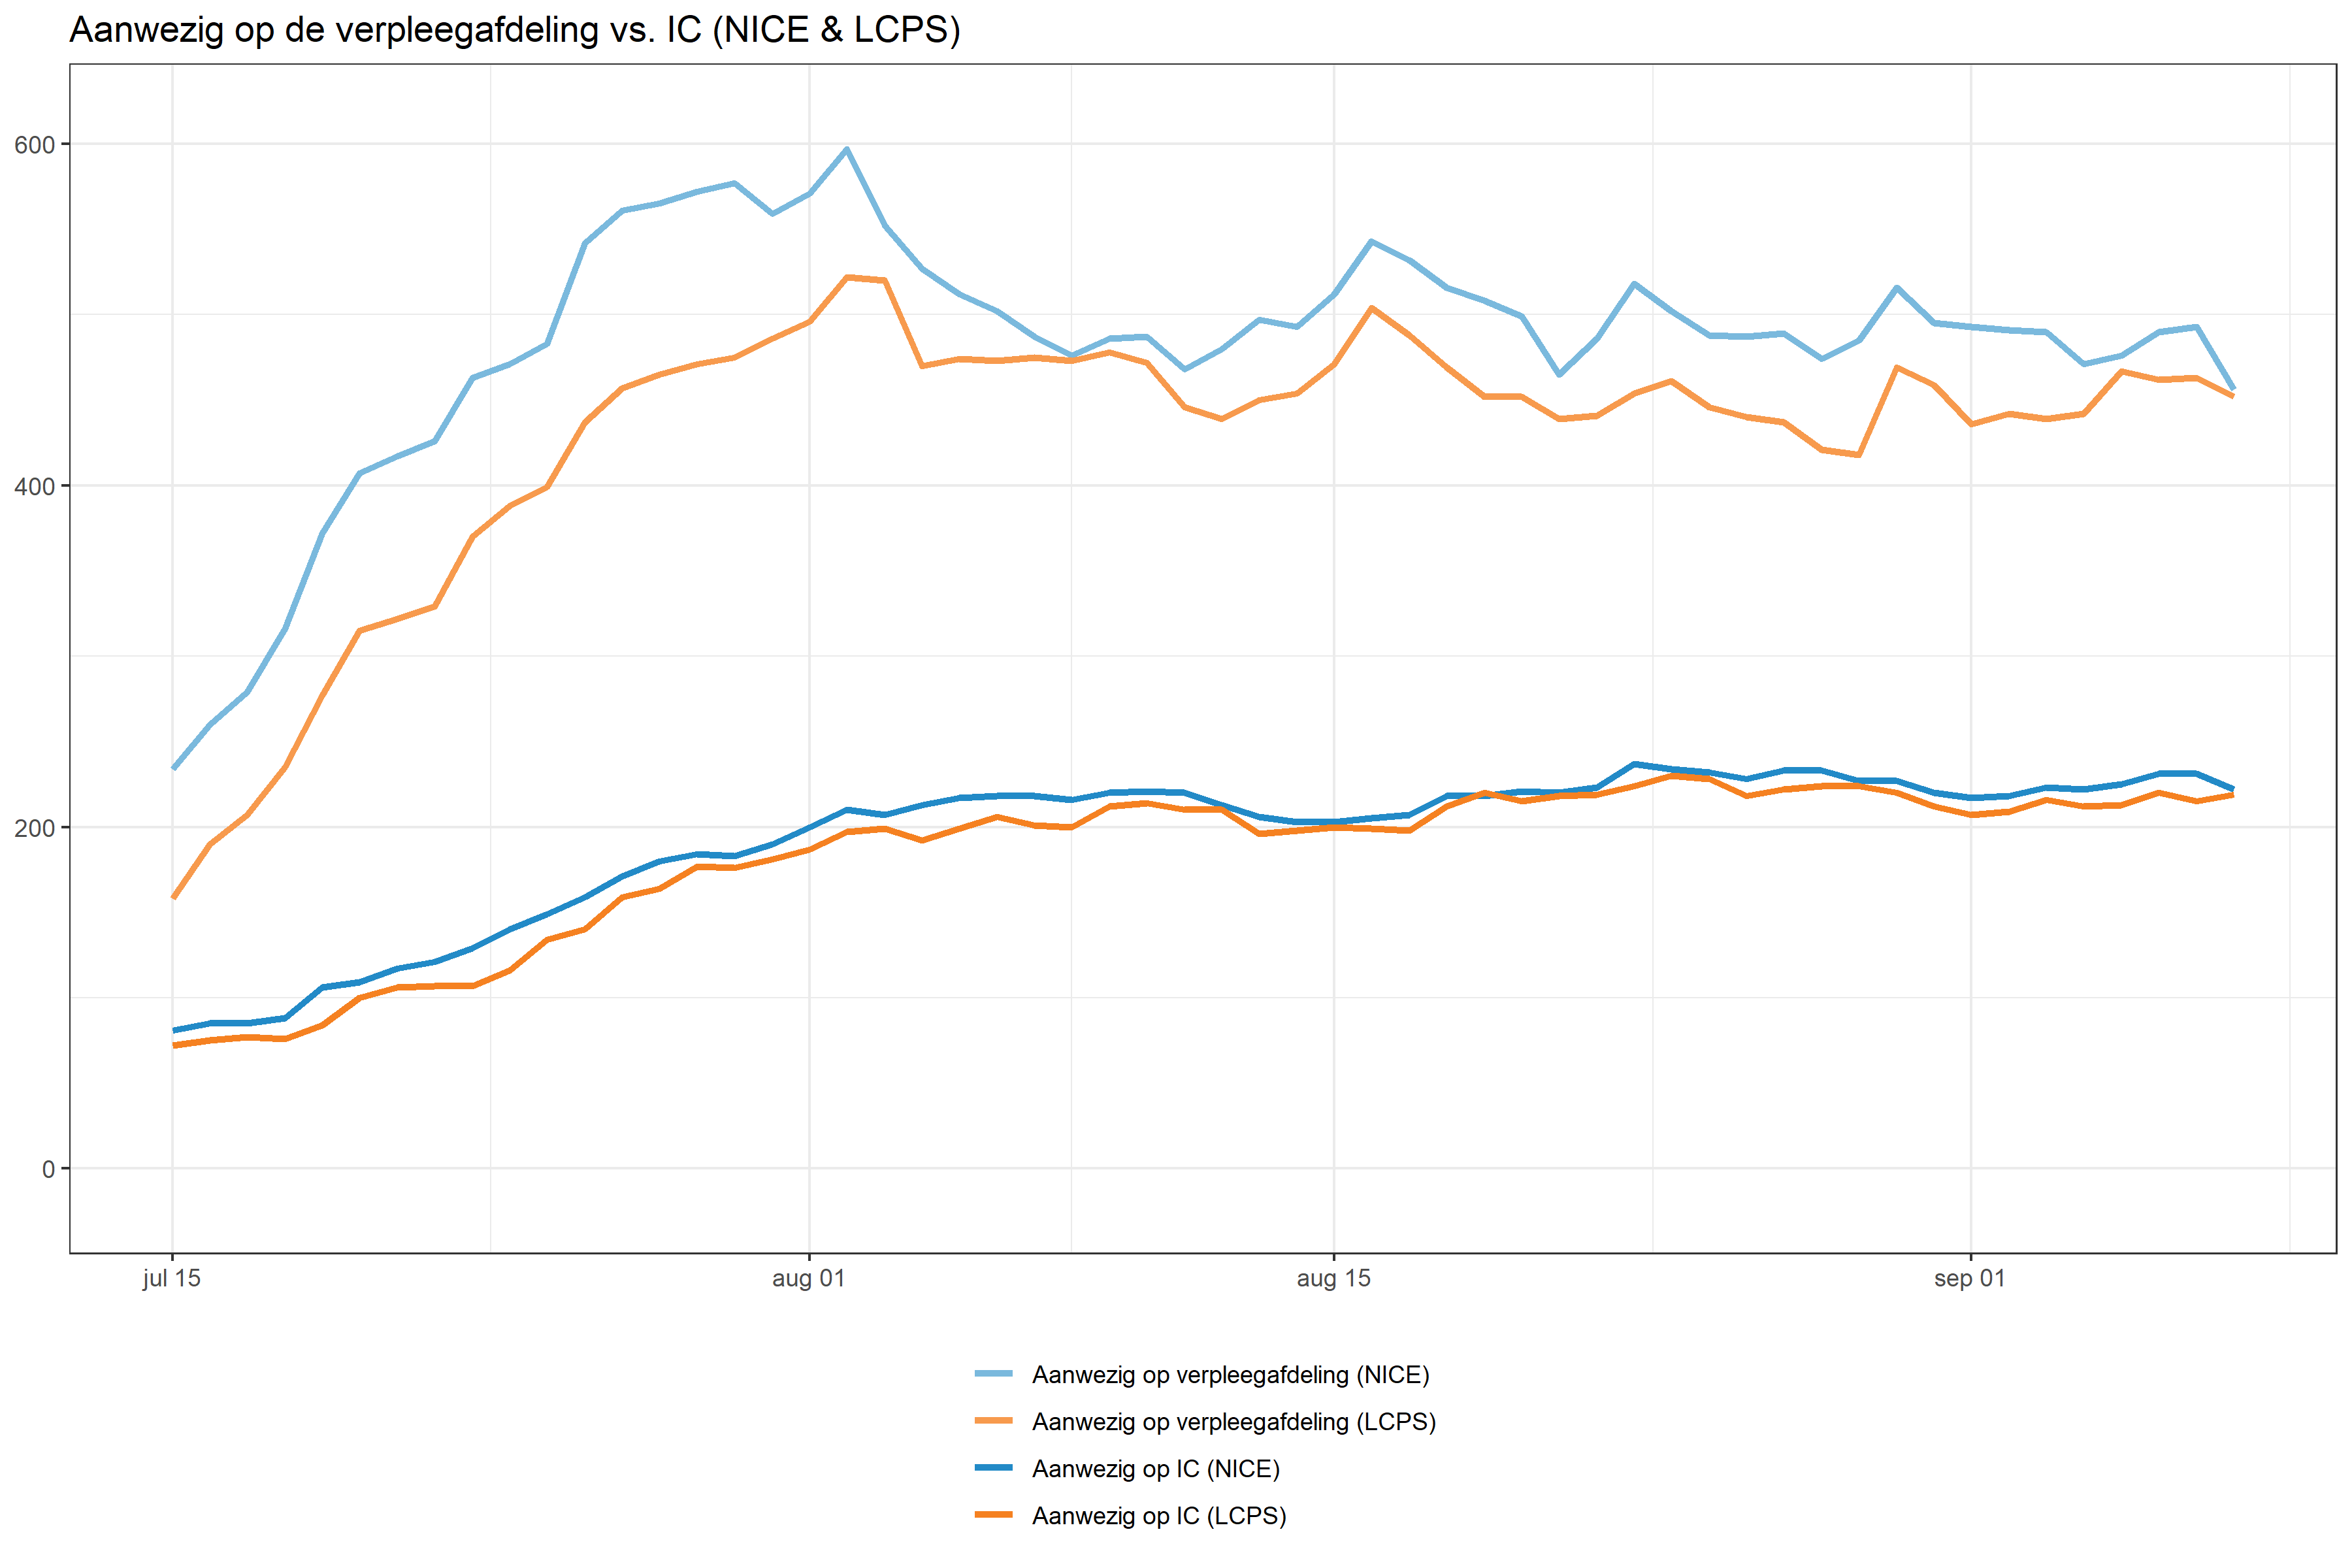 Aanwezig op de verpleegafdeling vs. IC (NICE & LCPS)
600
400
200
0
jul 15
aug 01
aug 15
sep 01
Aanwezig op verpleegafdeling (NICE)
Aanwezig op verpleegafdeling (LCPS)
Aanwezig op IC (NICE)
Aanwezig op IC (LCPS)